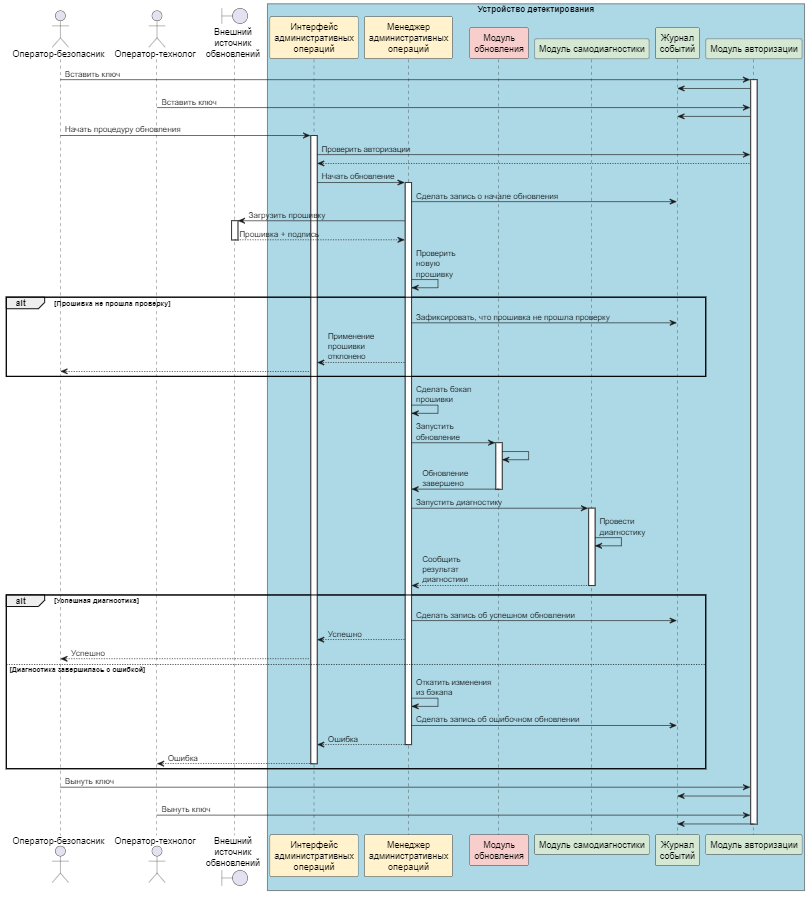 Устройство детектирования
Оператор-безопасник
Оператор-технолог
Внешний
источник
обвновлений
Интерфейс
административных
операций
Менеджер
административных
операций
Модуль
обновления
Модуль самодиагностики
Журнал
событий
Модуль авторизации
Вставить ключ
Вставить ключ
Начать процедуру обновления
Проверить авторизации
Начать обновление
Сделать запись о начале обновления
Загрузить прошивку
Прошивка + подпись
Проверить
новую
прошивку
alt [Прошивка не прошла проверку]
Зафиксировать, что прошивка не прошла проверку
Применение
прошивки
отклонено
Сделать бэкап
прошивки
Запустить
обновление
Обновление
завершено
Запустить диагностику
Провести
диагностику
Сообщить
результат
диагностики
alt [Успешная диагностика]
Сделать запись об успешном обновлении
Успешно
Успешно
[Диагностика завершилась с ошибкой]
Откатить изменения
из бэкапа
Сделать запись об ошибочном обновлении
Ошибка
Ошибка
Вынуть ключ
Вынуть ключ
Оператор-безопасник
Оператор-технолог
Внешний
источник
обвновлений
Интерфейс
административных
операций
Менеджер
административных
операций
Модуль
обновления
Модуль самодиагностики
Журнал
событий
Модуль авторизации